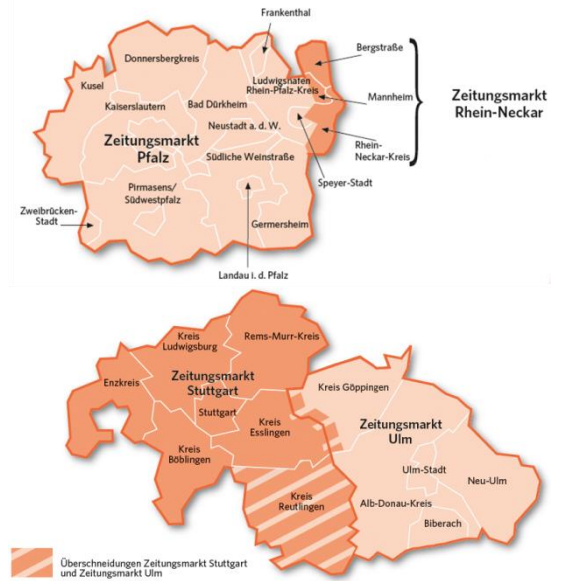 Frankenthal
Bergstraße
Donnersbergkreis
Kusel
Ludwigshafen
Rhein-Pfalz-Kreis
Mannheim
Zeitungsmarkt
Rhein-Neckar
Kaiserslautern
Bad Dürkheim
Neustadt a. d. W.
Zeitungsmarkt
Pfalz
Rhein-
Neckar-Kreis
Südliche Weinstraße
Speyer-Stadt
Pirmasens/
Südwestpfalz
Zweibrücken-
Stadt
Germersheim
Landau i. d. Pfalz
Kreis
Ludwigsburg
Rems-Murr-Kreis
Enzkreis
Zeitungsmarkt
Stuttgart
Kreis Göppingen
Stuttgart
Kreis
Esslingen
Zeitungsmarkt
Ulm
Kreis
Böblingen
Ulm-Stadt
Neu-Ulm
Kreis
Reutlingen
Alb-Donau-Kreis
Biberach
Überschneidungen Zeitungsmarkt Stuttgart
und Zeitungsmarkt Ulm